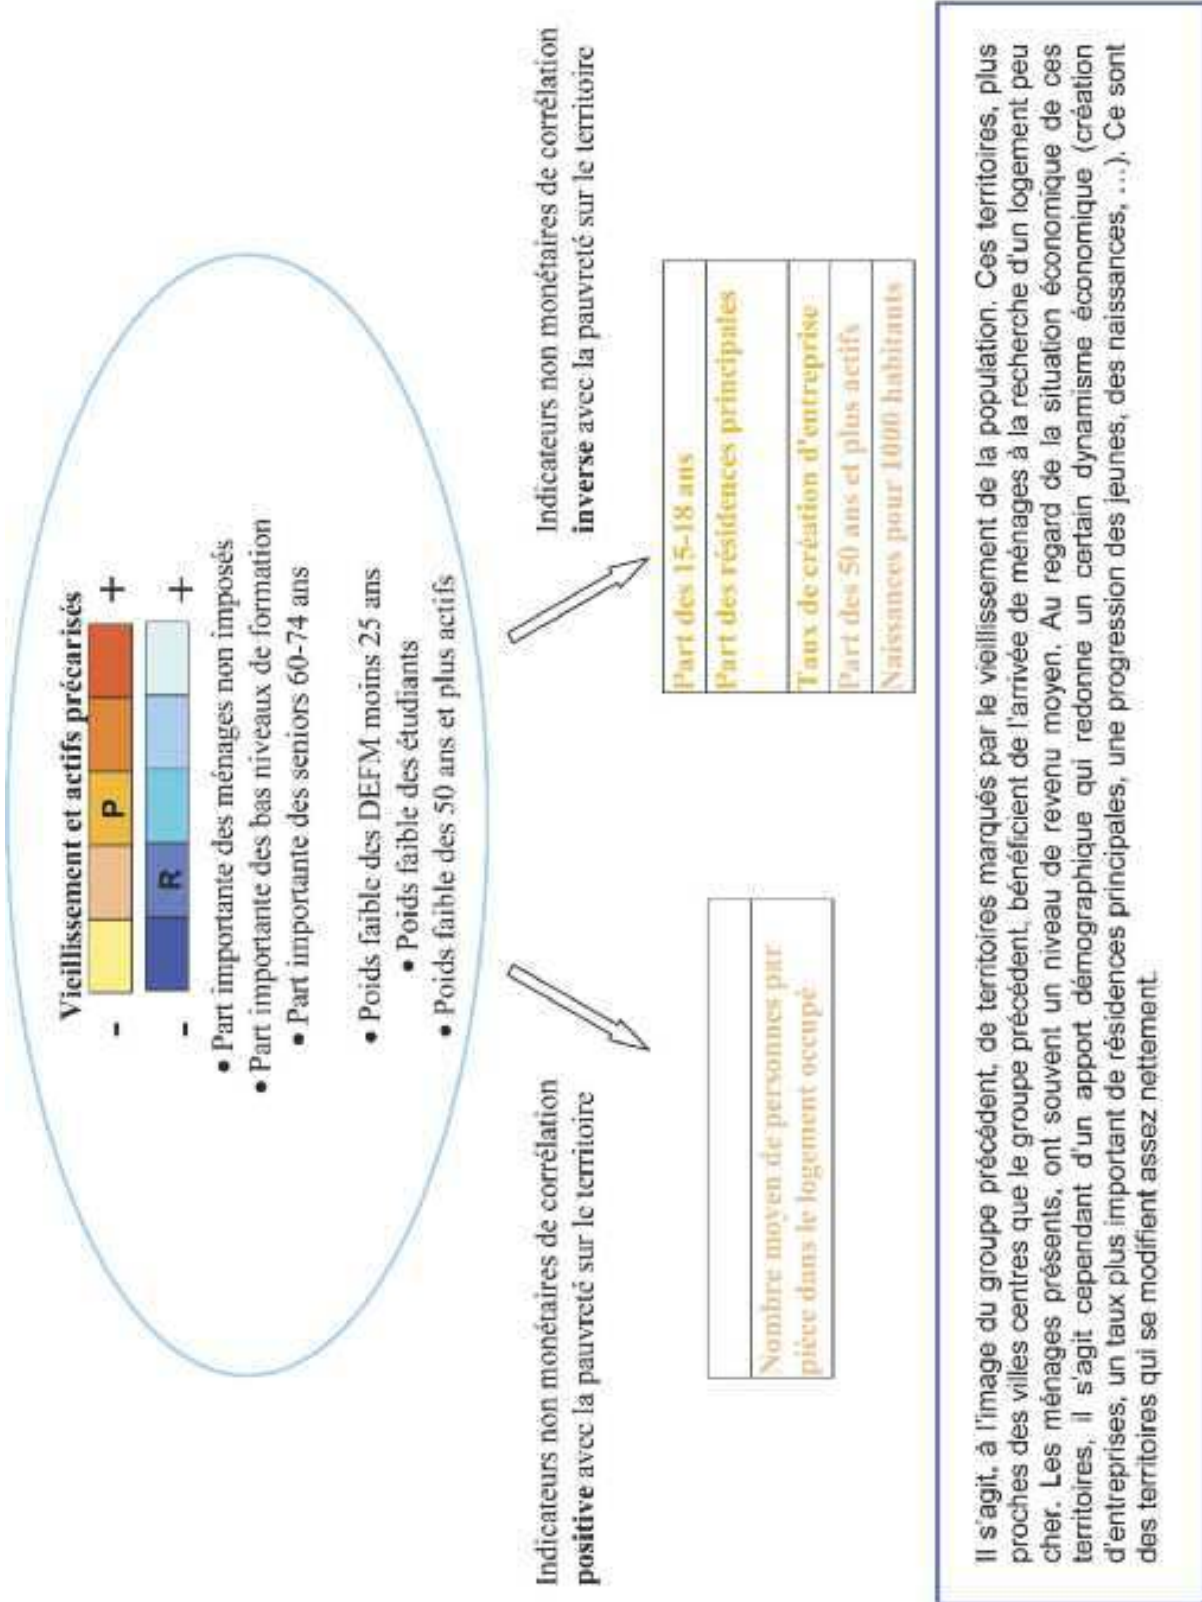 Vieillissement et actifs précarisés
- P +
- R +
• Part importante des ménages non imposés
• Part importante des bas niveaux de formation
• Part importante des seniors 60-74 ans
• Poids faible des DEFM moins 25 ans
• Poids faible des étudiants
• Poids faible des 50 ans et plus actifs
Indicateurs non monétaires de corrélation
positive avec la pauvreté sur le territoire
Indicateurs non monétaires de corrélation
inverse avec la pauvreté sur le territoire
Nombre moyen de personnes par
pièce dans le logement occupé
Part des 15-18 ans
Part des résidences principales
Taux de création d'entreprise
Part des 50 ans et plus actifs
Naissances pour 1000 habitants
Il s'agit, à l'image du groupe précédent, de territoires marqués par le vieillissement de la population. Ces territoires, plus
proches des villes centres que le groupe précédent, bénéficient de l'arrivée de ménages à la recherche d'un logement peu
cher. Les ménages présents, ont souvent un niveau de revenu moyen. Au regard de la situation économique de ces
territoires, il s'agit cependant d'un apport démographique qui redonne un certain dynamisme économique (création
d'entreprises, un taux plus important de résidences principales, une progression des jeunes, des naissances, …). Ce sont
des territoires qui se modifient assez nettement.